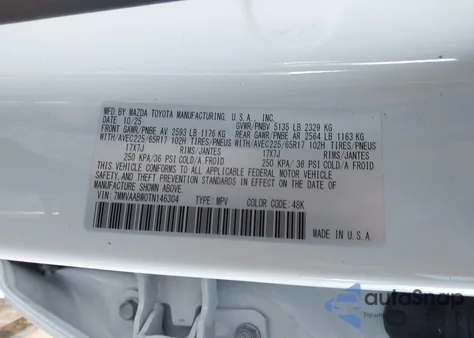 MFD. BY MAZDA TOYOTA MANUFACTURING, U.S.A., INC.
DATE: 10/25 GVWR/PNBV 5135 LB 2329 KG
FRONT GAWR/PNBE AV 2593 LB 1176 KG REAR GAWR/PNBE AR 2564 LB 1163 KG
WITH/AVEC225/65R17 102H TIRES/PNEUS WITH/AVEC225/65R17 102H TIRES/PNEUS
17X7J RIMS/JANTES 17X7J RIMS/JANTES
250 KPA/36 PSI COLD/A FROID 250 KPA/ 36 PSI COLD/A FROID
THIS VEHICLE CONFORMS TO ALL APPLICABLE FEDERAL MOTOR VEHICLE SAFETY STANDARDS IN EFFECT ON THE DATE OF
MANUFACTURE SHOWN ABOVE.
VIN: 7MMVAABW0TN146304 TYPE: MPV COLOR CODE: 48K
MADE IN U.S.A.
autoSnap